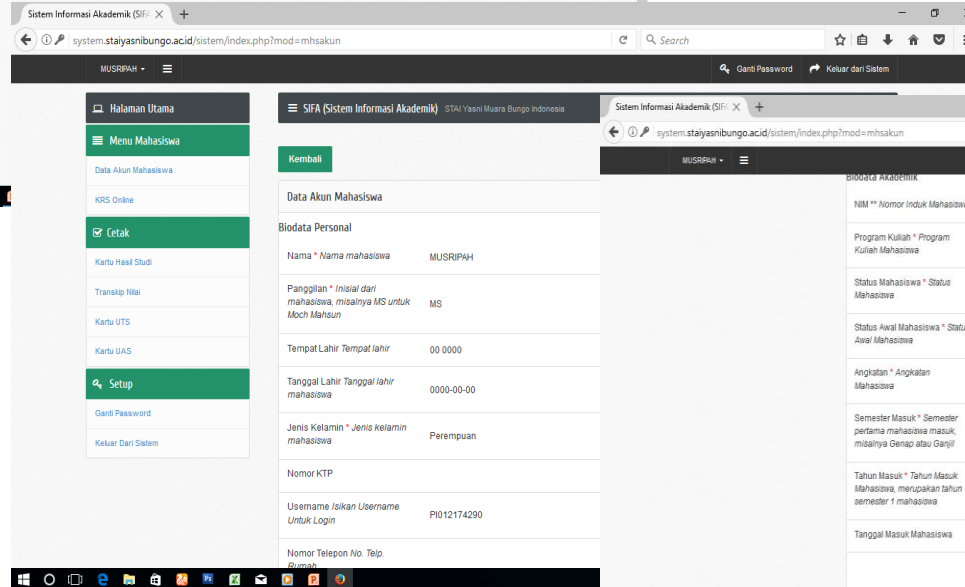 Sistem Informasi Akademik (SIFA
system.staiyasnibungo.ac.id/sistem/index.php?mod=mhsakun
Search
MUSRIPAH
Ganti Password
Keluar dari Sistem
Halaman Utama
Menu Mahasiswa
Data Akun Mahasiswa
KRS Online
Cetak
Kartu Hasil Studi
Transkip Nilai
Kartu UTS
Kartu UAS
Setup
Ganti Password
Keluar Dari Sistem
SIFA (Sistem Informasi Akademik) STAI Yasni Muara Bungo Indonesia
Kembali
Data Akun Mahasiswa
Biodata Personal
Nama * Nama mahasiswa MUSRIPAH
Panggilan * Inisial dari
mahasiswa, misalnya MS untuk MS
Moch Mahsun
Tempat Lahir Tempat lahir 00 0000
Tanggal Lahir Tanggal lahir
mahasiswa 0000-00-00
Jenis Kelamin * Jenis kelamin
mahasiswa Perempuan
Nomor KTP
Username Isikan Username
Untuk Login PI012174290
Nomor Telepon No. Telp.
Rumah
Sistem Informasi Akademik (SIF
system.staiyasnibungo.ac.id/sistem/index.php?mod=mhsakun
MUSRIPAH
Biodata Akademik
NIM ** Nomor Induk Mahasisw
Program Kuliah * Program
Kuliah Mahasiswa
Status Mahasiswa * Status
Mahasiswa
Status Awal Mahasiswa * Statu
Awal Mahasiswa
Angkatan * Angkatan
Mahasiswa
Semester Masuk * Semester
pertama mahasiswa masuk,
misalnya Genap atau Ganjil
Tahun Masuk * Tahun Masuk
Mahasiswa, merupakan tahun
semester 1 mahasiswa
Tanggal Masuk Mahasiswa